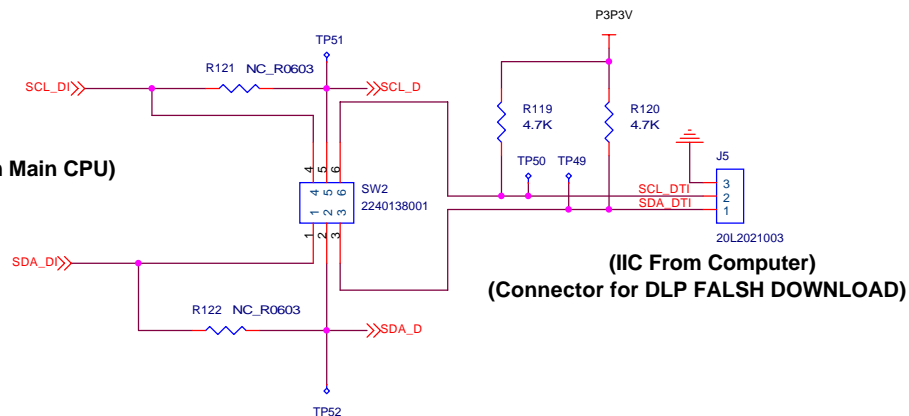 P3P3V
TP51
R121 NC_R0603
SCL_DI
SCL_D
R119
4.7K
R120
4.7K
n Main CPU)
4 5 6
4 5 6
1 2 3
1 2 3
SW2
2240138001
TP50
TP49
J5
SCL_DTI
SDA_DTI
3
2
1
20L2021003
SDA_DI
(IIC From Computer)
(Connector for DLP FALSH DOWNLOAD)
R122 NC_R0603
SDA_D
TP52